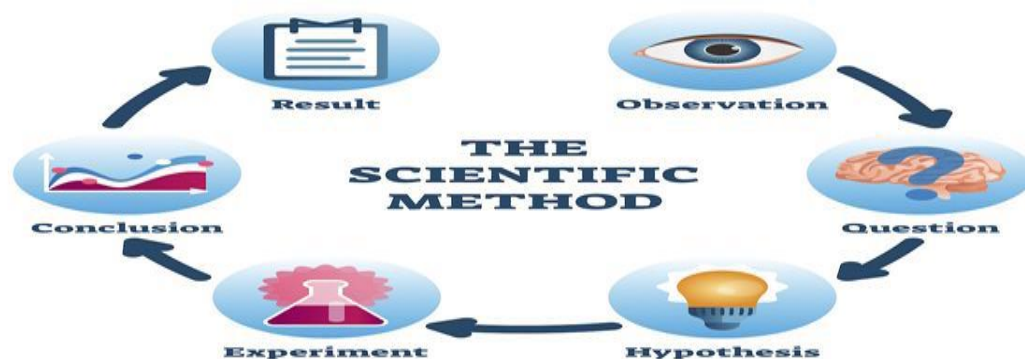 Result
Observation
THE
SCIENTIFIC
METHOD
Conclusion
Question
Experiment
Hypothesis